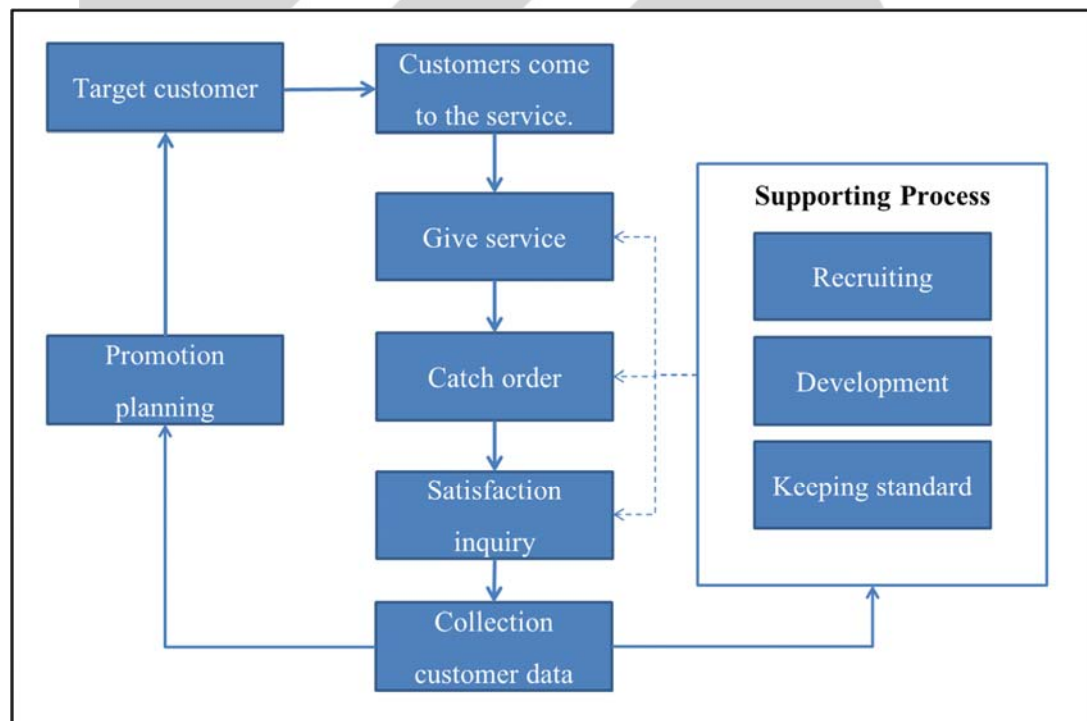 Target customer
Customers come
to the service.
Give service
Supporting Process
Recruiting
Promotion
planning
Catch order
Development
Satisfaction
inquiry
Keeping standard
Collection
customer data